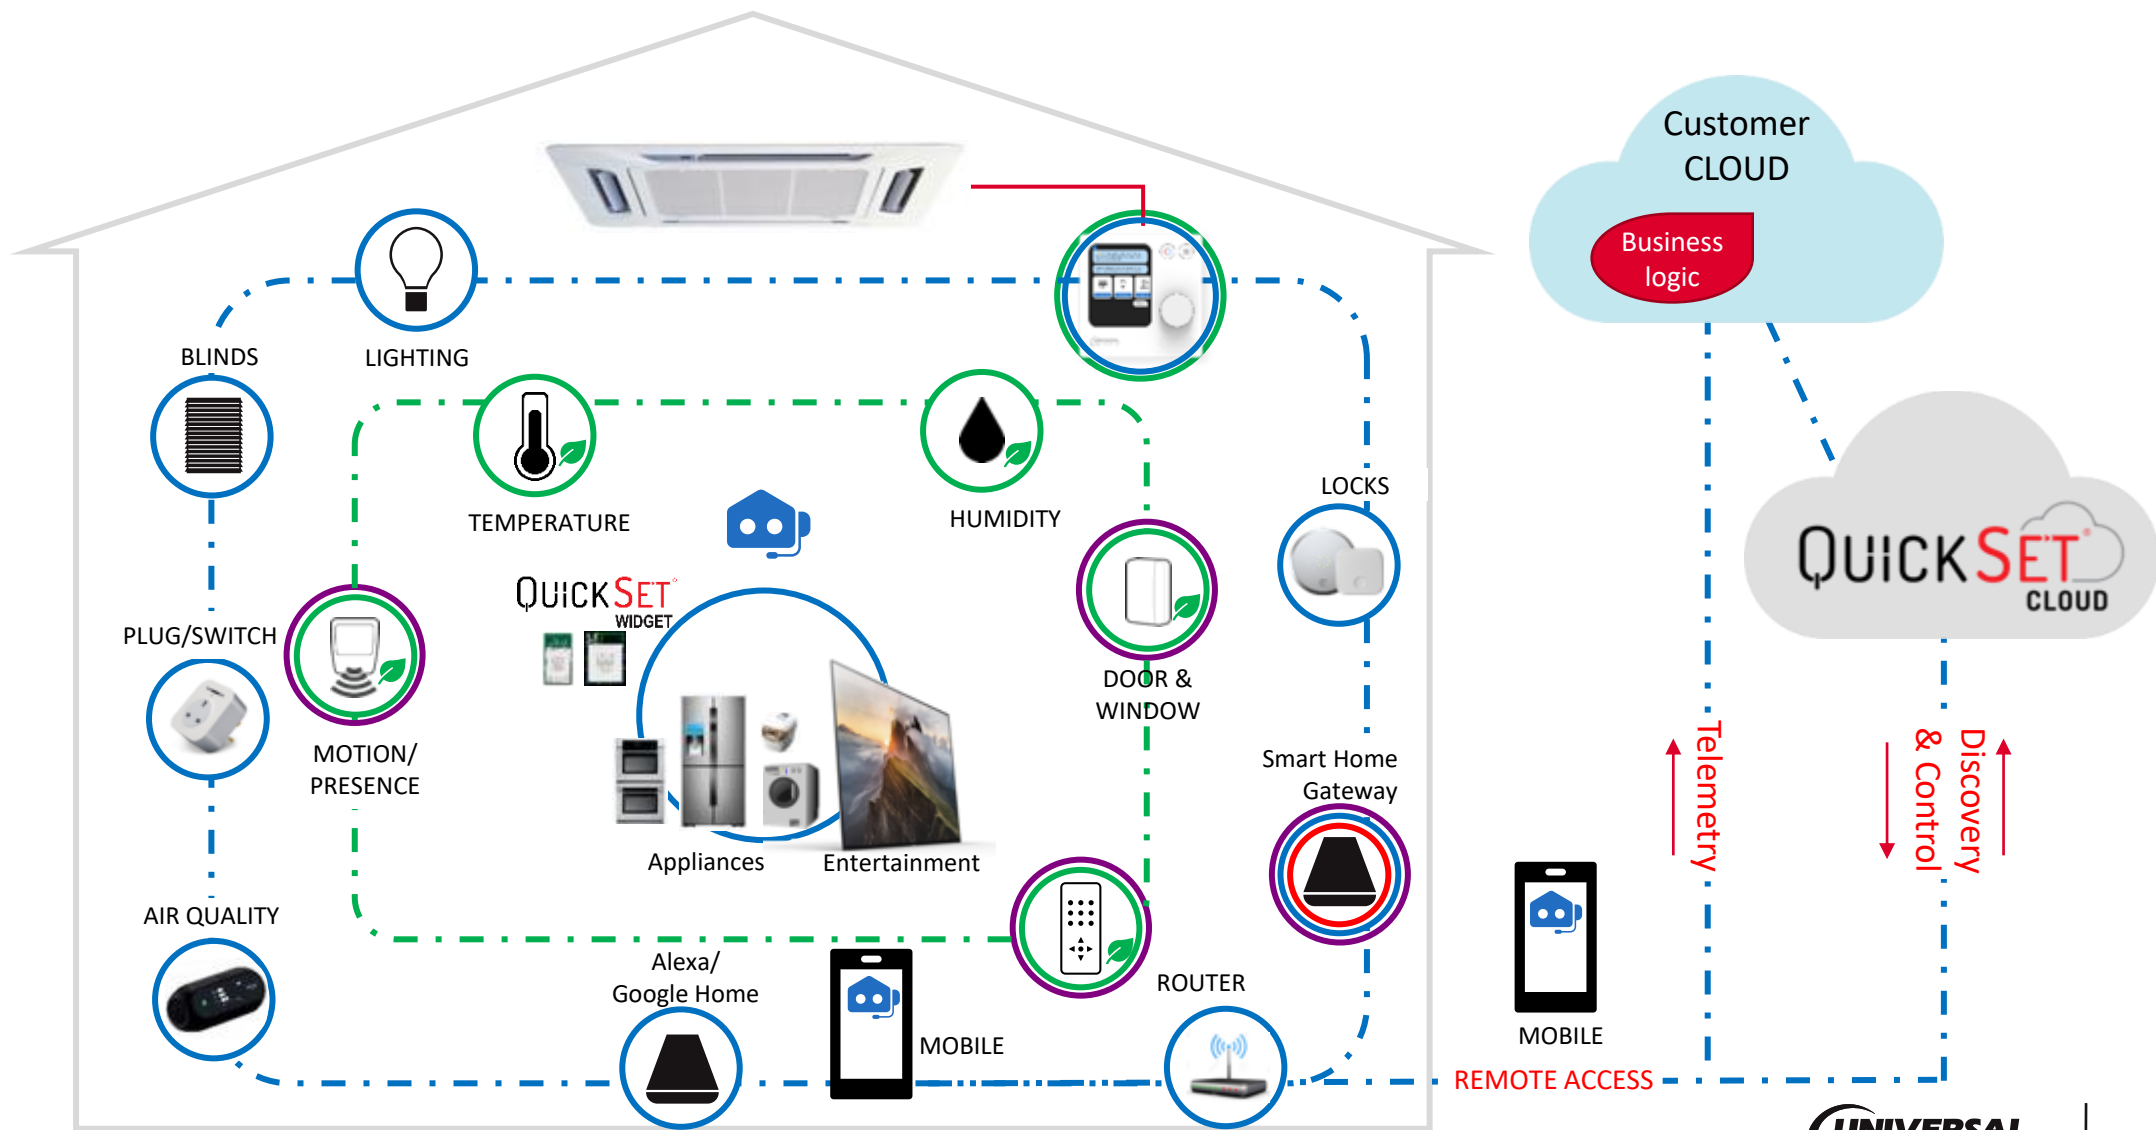 Customer
CLOUD
Business
logic
BLINDS
LIGHTING
TEMPERATURE
HUMIDITY
LOCKS
QUICKSET
WIDGET
QUICKSET
CLOUD
PLUG/SWITCH
DOOR &
WINDOW
MOTION/
PRESENCE
Smart Home
Gateway
Telemetry
Discovery
& Control
Appliances
Entertainment
AIR QUALITY
Alexa/
Google Home
MOBILE
ROUTER
MOBILE
REMOTE ACCESS
UNIVERSAL